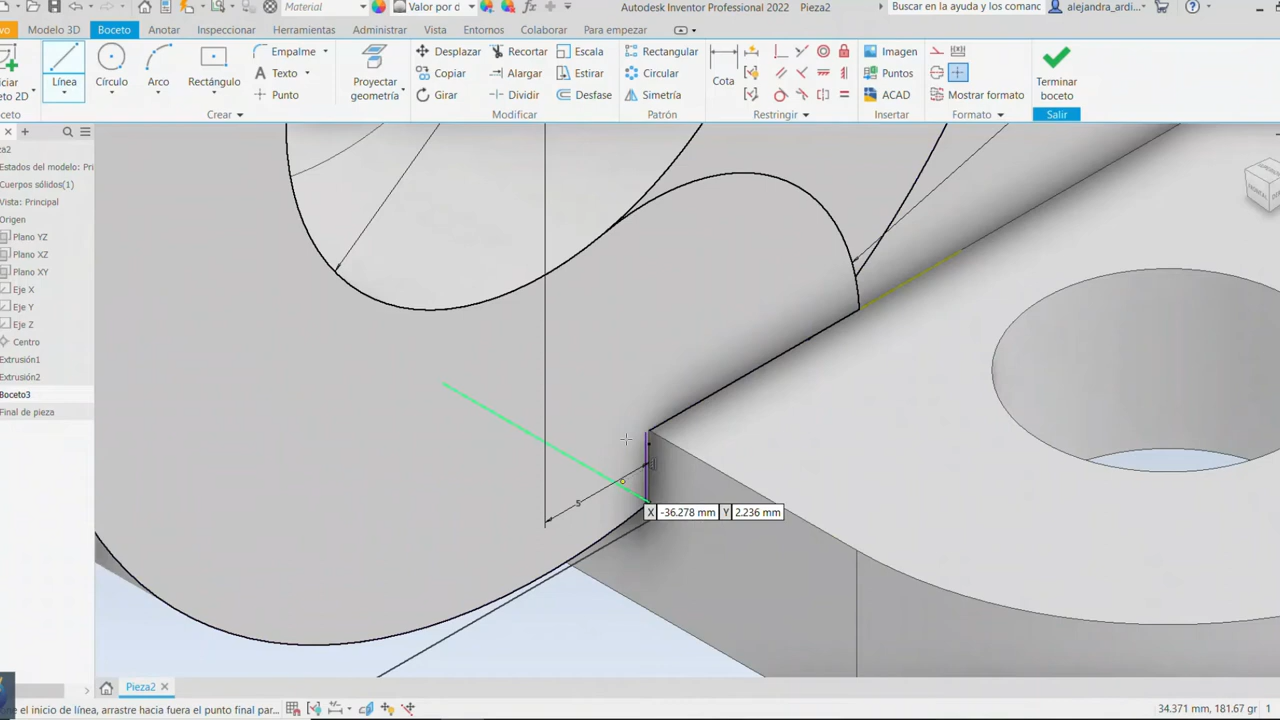 Material
Valor por d
fx
Autodesk Inventor Professional 2022 Pieza2
Buscar en la ayuda y los comanc
alejandra_ardi...
Modelo 3D Boceto Anotar Inspeccionar Herramientas Administrar Vista Entornos Colaborar Para empezar
Línea
Círculo
Arco
Rectángulo
Empalme
Texto
Punto
Proyectar
geometría
Desplazar
Copiar
Girar
Recortar
Alargar
Dividir
Escala
Estirar
Desfase
Rectangular
Circular
Simetría
Cota
Imagen
Puntos
ACAD
Mostrar formato
Terminar
boceto
Crear Modificar Patrón Restringir Insertar Formato Salir
za2
Estados del modelo: Pri
Cuerpos sólidos(1)
Vista: Principal
Origen
Plano YZ
Plano XZ
Plano XY
Eje X
Eje Y
Eje Z
Centro
Extrusión1
Extrusión2
Boceto3
Final de pieza
5
X -36.278 mm Y 2.236 mm
Pieza2
e el inicio de línea, arrastre hacia fuera el punto final par...
34.371 mm, 181.67 gr 1